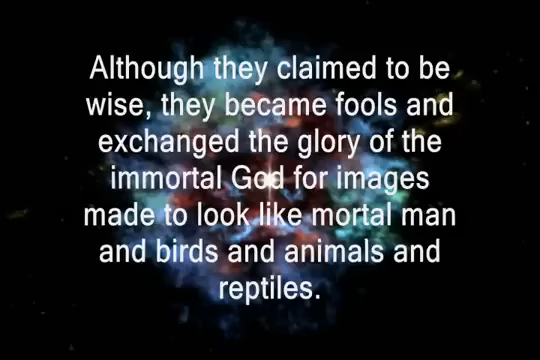 Although they claimed to be
wise, they became fools and
exchanged the glory of the
immortal God for images
made to look like mortal man
and birds and animals and
reptiles.